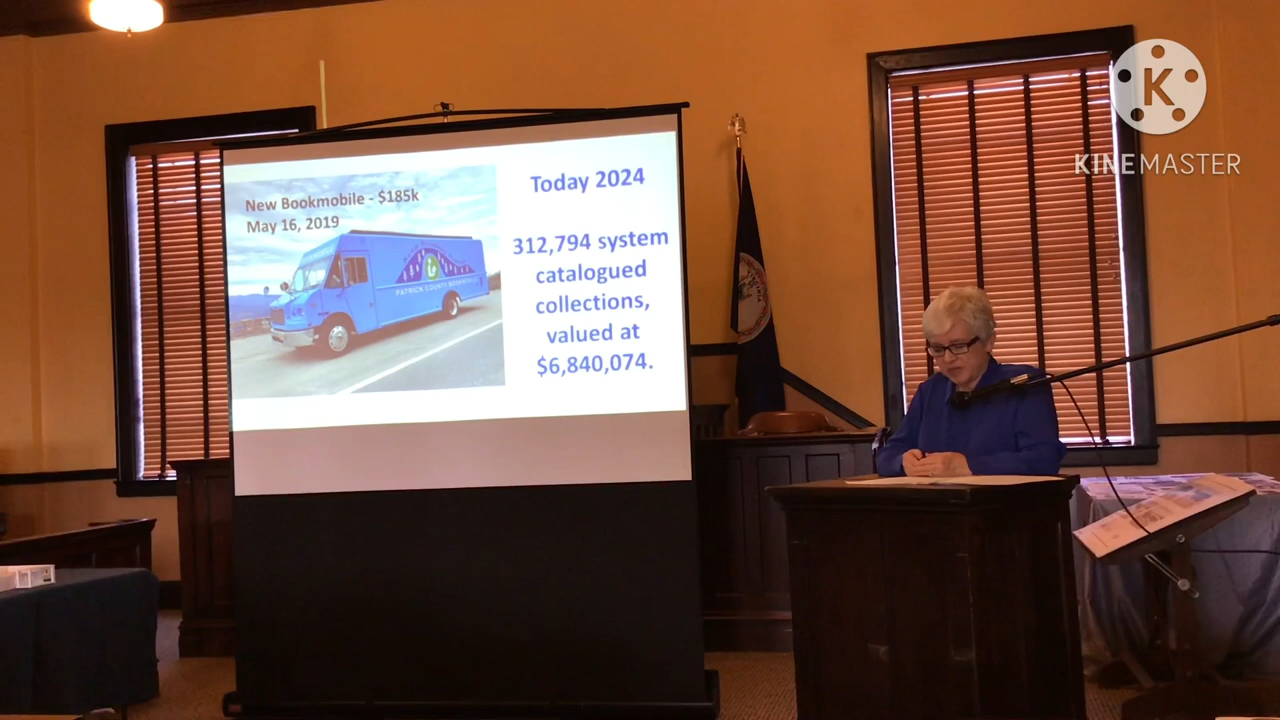 New Bookmobile - $185k
May 16, 2019
PATRICK COUNTY BOOKMOBILE
Today 2024
312,794 system
catalogued
collections,
valued at
$6,840,074.
VIRGINIA
K
KINEMASTER